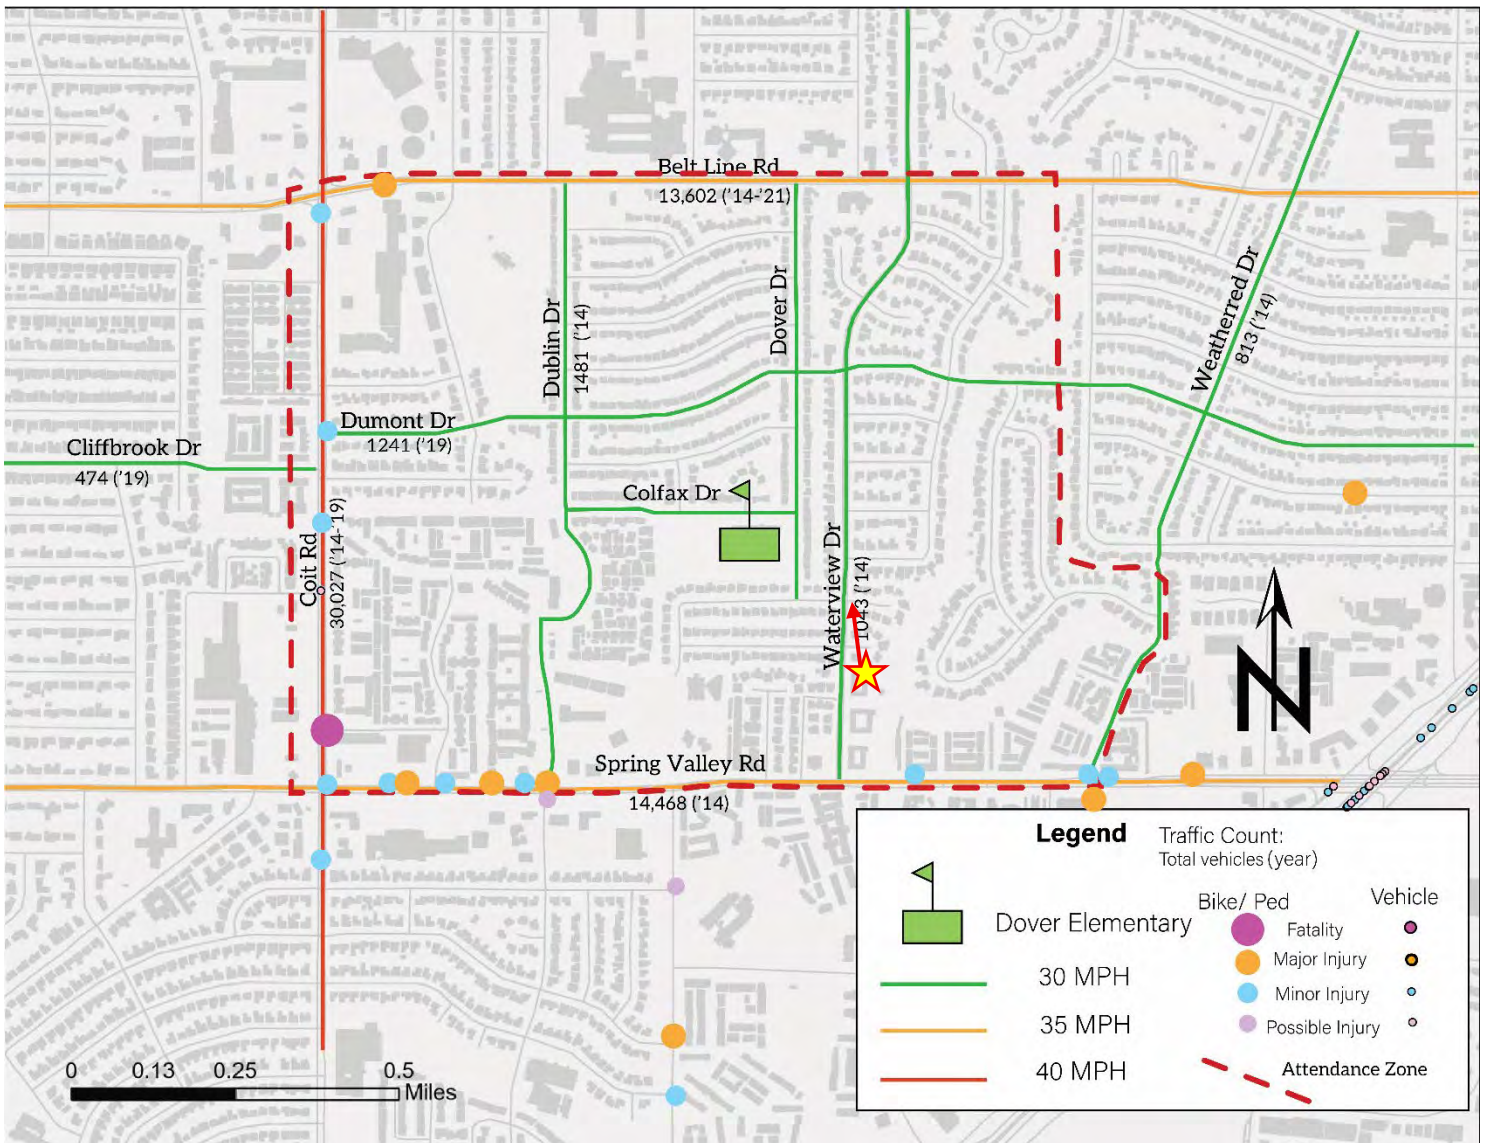 Belt Line Rd
13,602 ('14-'21)
Dover Dr
Dublin Dr
1481 ('14)
Weatherred Dr
813 ('14)
Dumont Dr
1241 ('19)
Cliffbrook Dr
474 ('19)
Colfax Dr
Coit Rd
30,027 ('14-'19)
Waterview Dr
1043 ('14)
N
Spring Valley Rd
14,468 ('14)
Legend
Traffic Count:
Total vehicles (year)
Dover Elementary
30 MPH
35 MPH
40 MPH
Bike/ Ped
Vehicle
Fatality
Major Injury
Minor Injury
Possible Injury
Attendance Zone
0 0.13 0.25 0.5
Miles